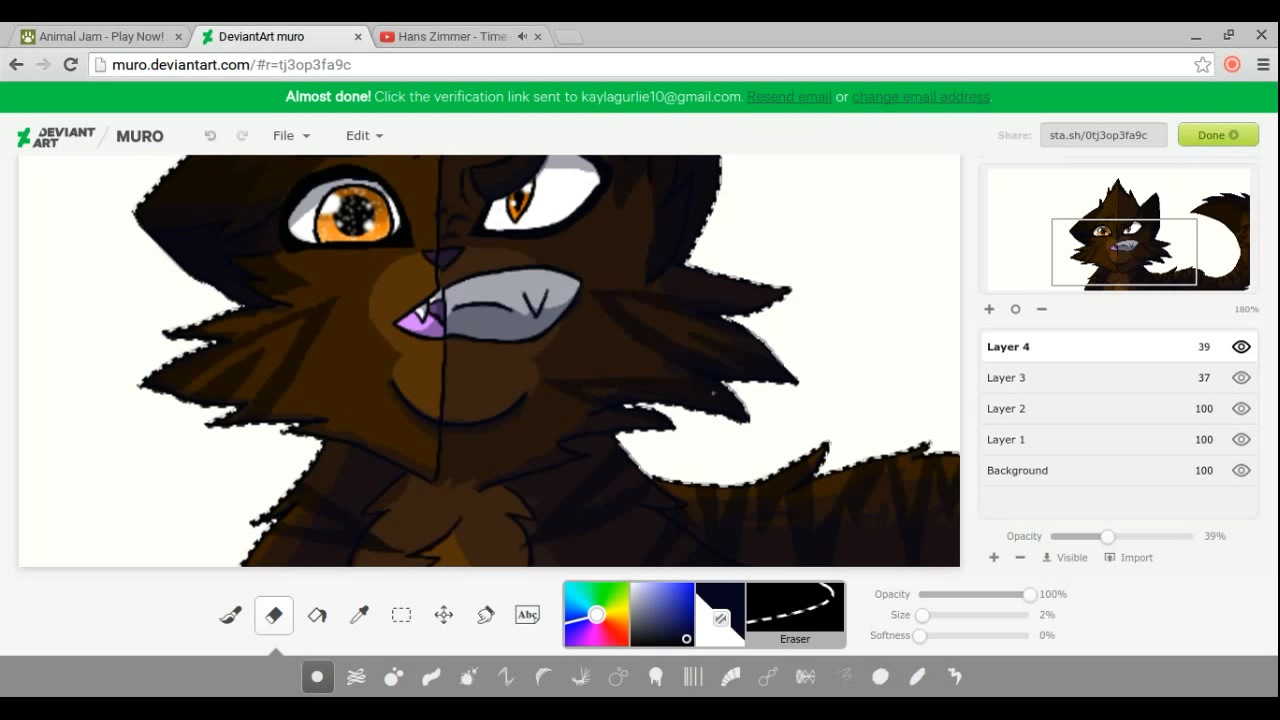 Animal Jam - Play Now!
DeviantArt muro
Hans Zimmer - Time
muro.deviantart.com/#r=tj3op3fa9c
Almost done! Click the verification link sent to kaylagurlie10@gmail.com. Resend email or change email address.
DEVIANT ART MURO File Edit Share: sta.sh/0tj3op3fa9c Done
180%
Layer 4 39
Layer 3 37
Layer 2 100
Layer 1 100
Background 100
Opacity 39%
Visible Import
Abc
Eraser
Opacity 100%
Size 2%
Softness 0%